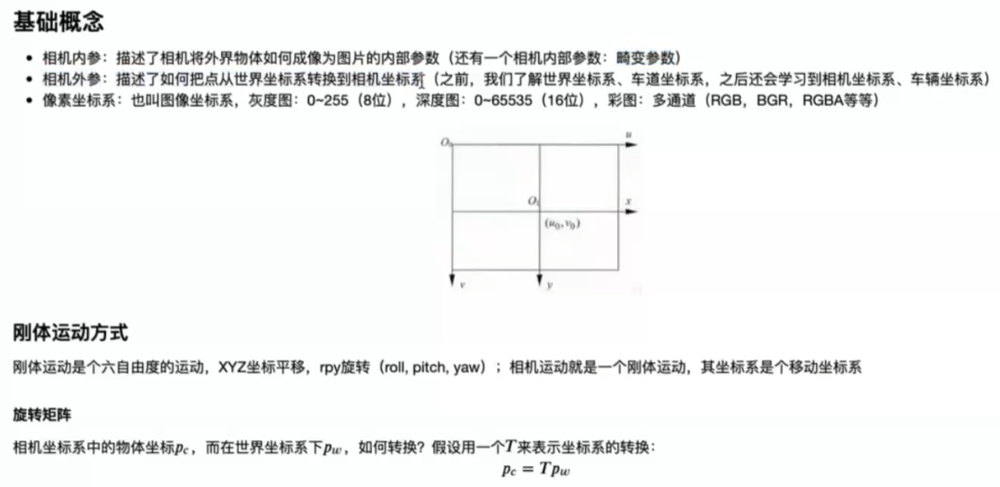 基础概念
• 相机内参：描述了相机将外界物体如何成像为图片的内部参数（还有一个相机内部参数：畸变参数）
• 相机外参：描述了如何把点从世界坐标系转换到相机坐标系（之前，我们了解世界坐标系、车道坐标系，之后还会学习到相机坐标系、车辆坐标系）
• 像素坐标系：也叫图像坐标系，灰度图：0~255（8位），深度图：0~65535（16位），彩图：多通道（RGB，BGR，RGBA等等）
O₀ u
O₁ x
(u₀,v₀)
v y
刚体运动方式
刚体运动是个六自由度的运动，XYZ坐标平移，rpy旋转（roll, pitch, yaw）；相机运动就是一个刚体运动，其坐标系是个移动坐标系
旋转矩阵
相机坐标系中的物体坐标p_c，而在世界坐标系下p_w，如何转换？假设用一个T来表示坐标系的转换：
p_c = T p_w